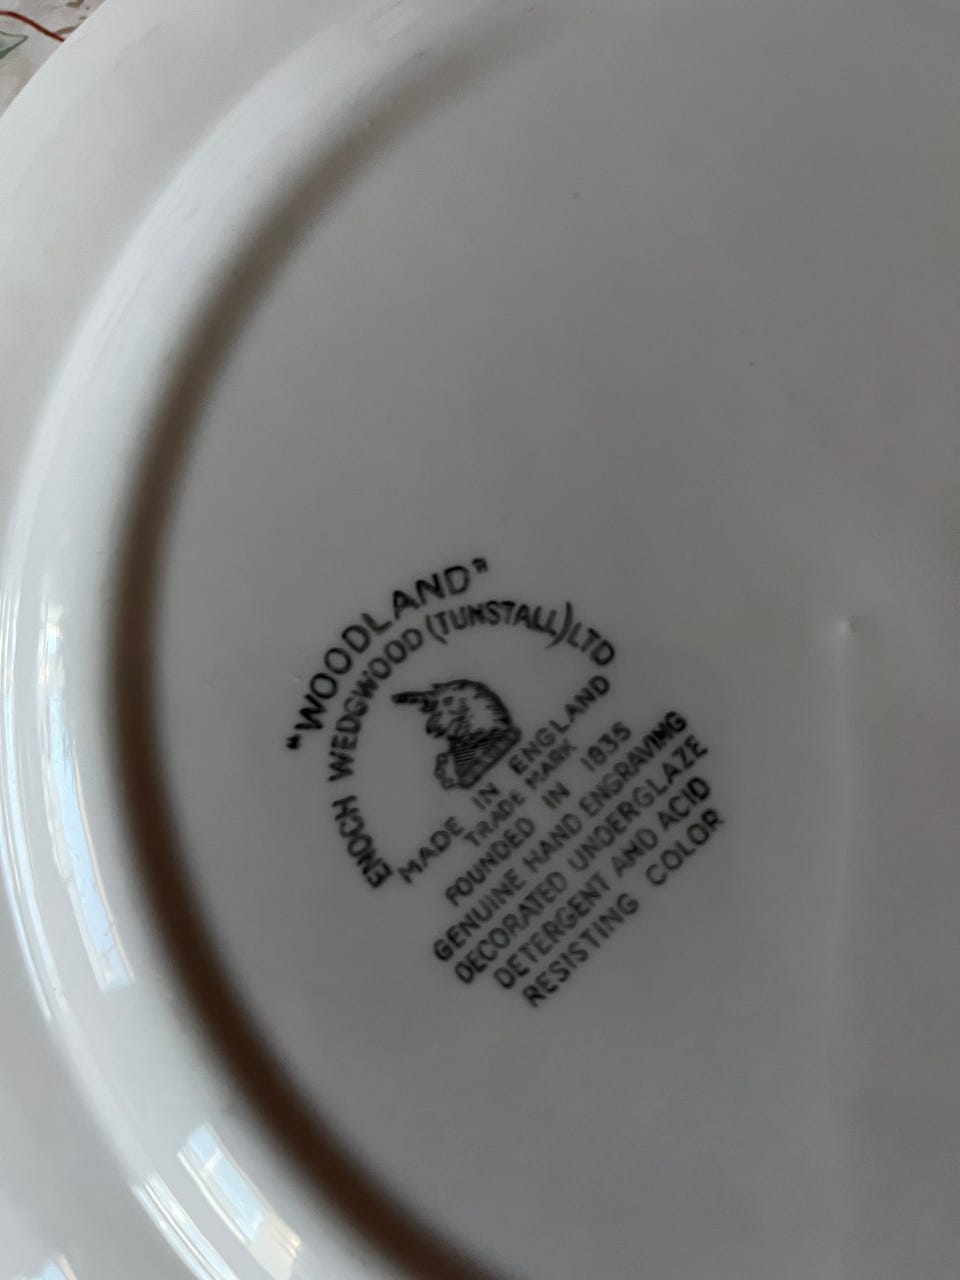 "WOODLAND"
ENOCH WEDGWOOD (TUNSTALL) LTD
MADE IN ENGLAND
TRADE MARK
FOUNDED IN 1835
GENUINE HAND ENGRAVING
DECORATED UNDERGLAZE
DETERGENT AND ACID
RESISTING COLOR